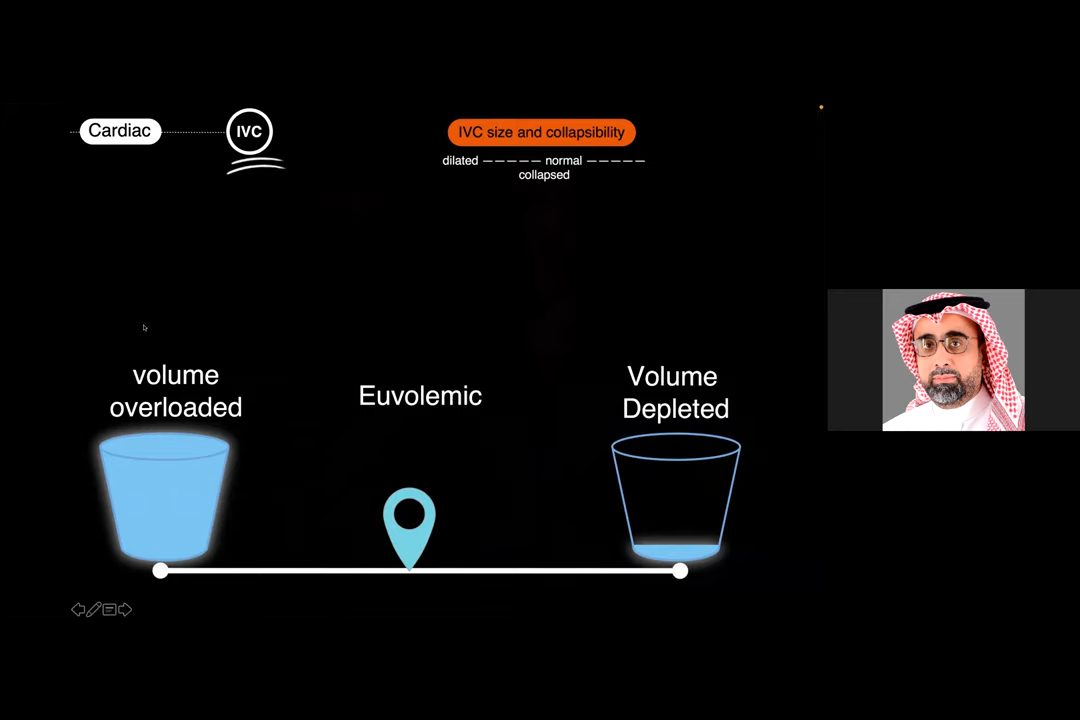 Cardiac
IVC
IVC size and collapsibility
dilated ————— normal —————
collapsed
volume
overloaded
Euvolemic
Volume
Depleted